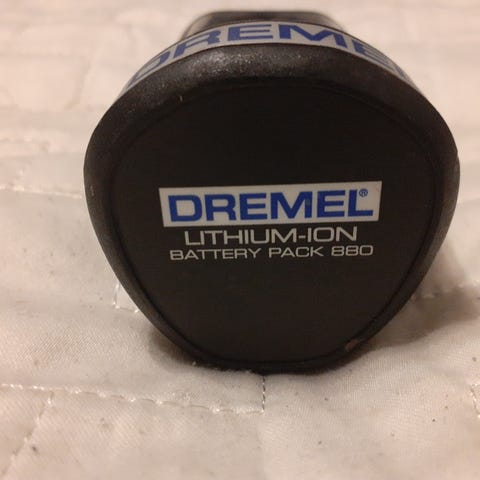 DREMEL
DREMEL®
LITHIUM-ION
BATTERY PACK 880